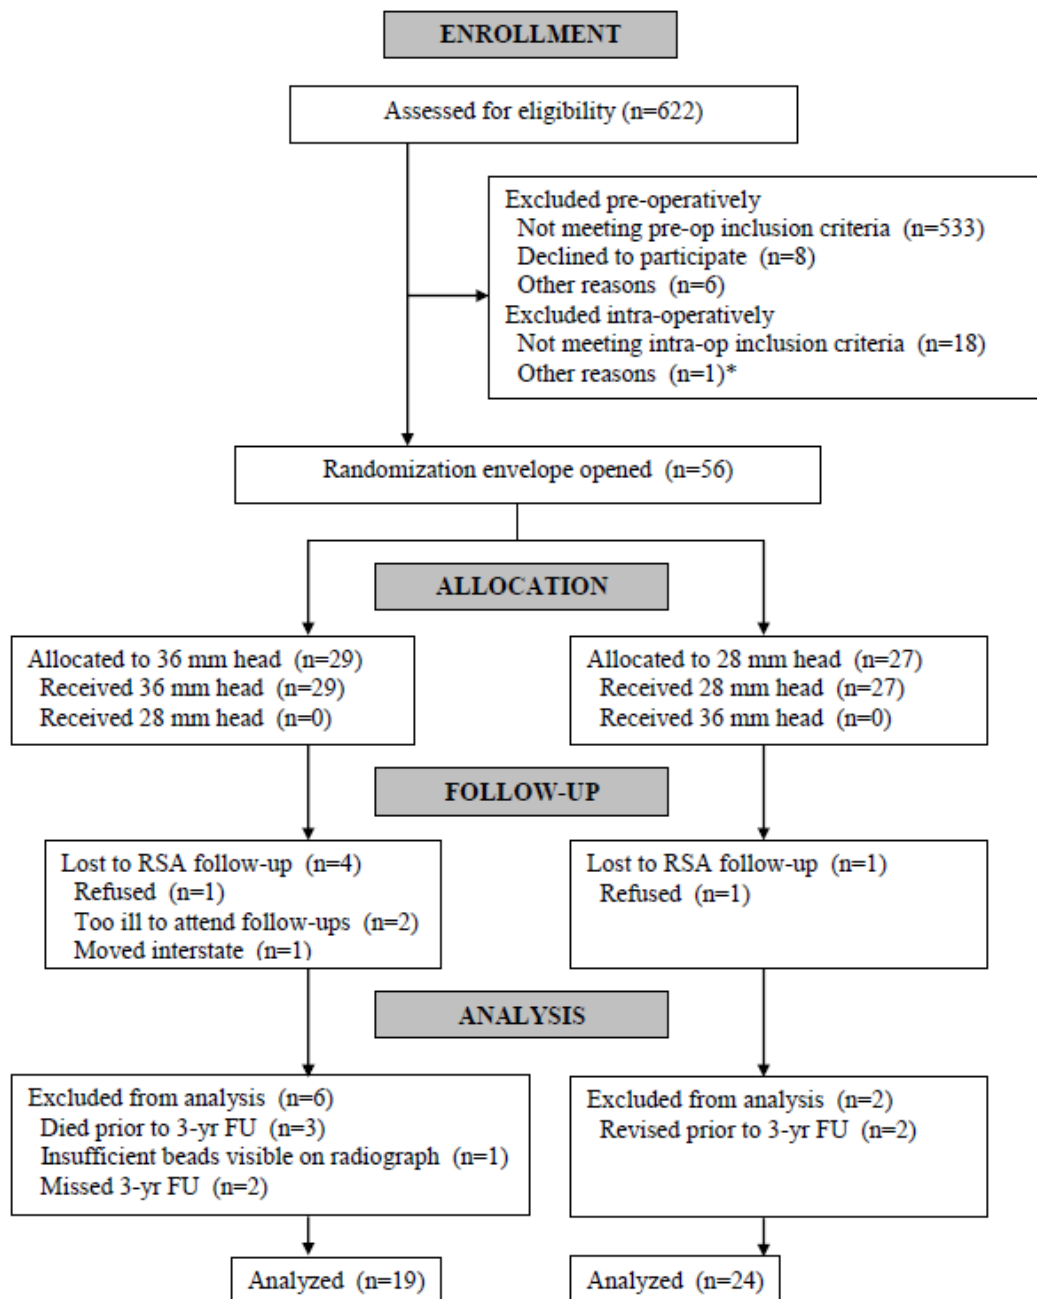 ENROLLMENT
Assessed for eligibility (n=622)
Excluded pre-operatively
Not meeting pre-op inclusion criteria (n=533)
Declined to participate (n=8)
Other reasons (n=6)
Excluded intra-operatively
Not meeting intra-op inclusion criteria (n=18)
Other reasons (n=1)*
Randomization envelope opened (n=56)
ALLOCATION
Allocated to 36 mm head (n=29)
Received 36 mm head (n=29)
Received 28 mm head (n=0)
Allocated to 28 mm head (n=27)
Received 28 mm head (n=27)
Received 36 mm head (n=0)
FOLLOW-UP
Lost to RSA follow-up (n=4)
Refused (n=1)
Too ill to attend follow-ups (n=2)
Moved interstate (n=1)
Lost to RSA follow-up (n=1)
Refused (n=1)
ANALYSIS
Excluded from analysis (n=6)
Died prior to 3-yr FU (n=3)
Insufficient beads visible on radiograph (n=1)
Missed 3-yr FU (n=2)
Excluded from analysis (n=2)
Revised prior to 3-yr FU (n=2)
Analyzed (n=19)
Analyzed (n=24)